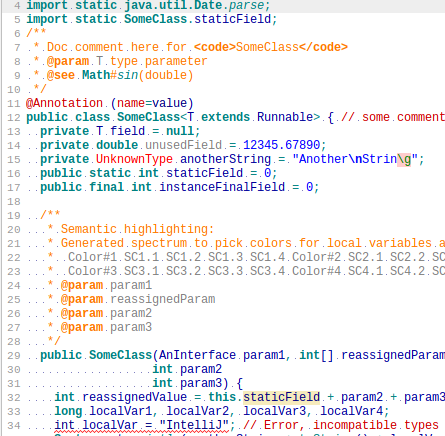 4 import static java.util.Date.parse;
5 import static SomeClass.staticField;
6 /**
7  * Doc comment here for <code>SomeClass</code>
8  * @param T type parameter
9  * @see Math#sin(double)
10  */
11 @Annotation (name=value)
12 public class SomeClass<T extends Runnable> { // some comment
13   private T field = null;
14   private double unusedField = 12345.67890;
15   private UnknownType anotherString = "Another\nStrin\g";
16   public static int staticField = 0;
17   public final int instanceFinalField = 0;
18
19   /**
20    * Semantic highlighting:
21    * Generated spectrum to pick colors for local variables a
22    *  Color#1 SC1.1 SC1.2 SC1.3 SC1.4 Color#2 SC2.1 SC2.2 SC
23    *  Color#3 SC3.1 SC3.2 SC3.3 SC3.4 Color#4 SC4.1 SC4.2 SC
24    * @param param1
25    * @param reassignedParam
26    * @param param2
27    * @param param3
28    */
29   public SomeClass(AnInterface param1, int[] reassignedParam
30                   int param2
31                   int param3) {
32     int reassignedValue = this.staticField + param2 + param3
33     long localVar1, localVar2, localVar3, localVar4;
34     int localVar = "IntelliJ"; // Error, incompatible types